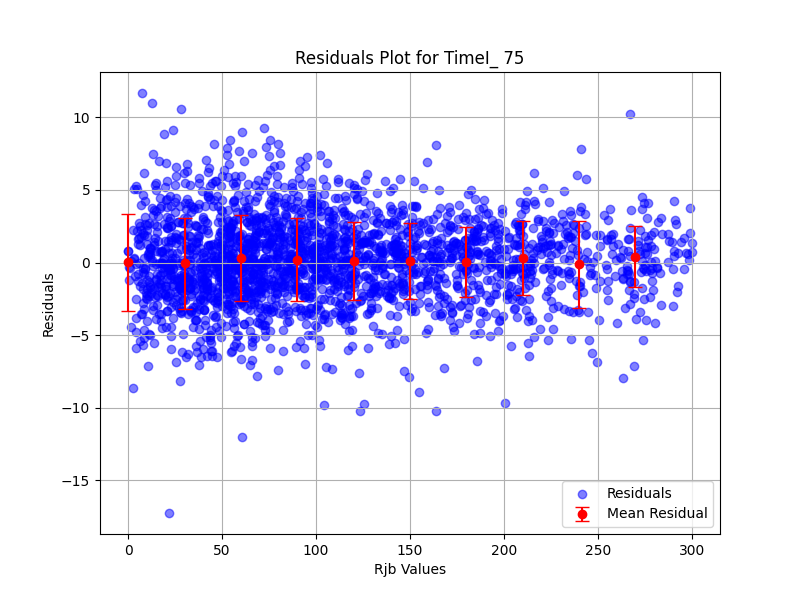 Residuals Plot for TimeI_ 75
10
5
0
−5
−10
−15
Residuals
0
50
100
150
200
250
300
Rjb Values
Residuals
Mean Residual